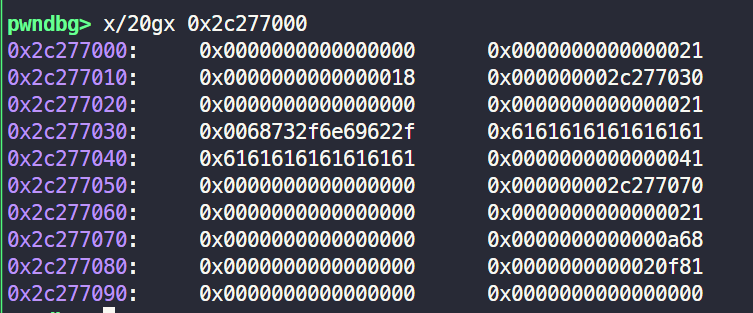 pwndbg> x/20gx 0x2c277000
0x2c277000: 0x0000000000000000 0x0000000000000021
0x2c277010: 0x0000000000000018 0x000000002c277030
0x2c277020: 0x0000000000000000 0x0000000000000021
0x2c277030: 0x0068732f6e69622f 0x6161616161616161
0x2c277040: 0x6161616161616161 0x0000000000000041
0x2c277050: 0x0000000000000000 0x000000002c277070
0x2c277060: 0x0000000000000000 0x0000000000000021
0x2c277070: 0x0000000000000000 0x0000000000000a68
0x2c277080: 0x0000000000000000 0x0000000000020f81
0x2c277090: 0x0000000000000000 0x0000000000000000